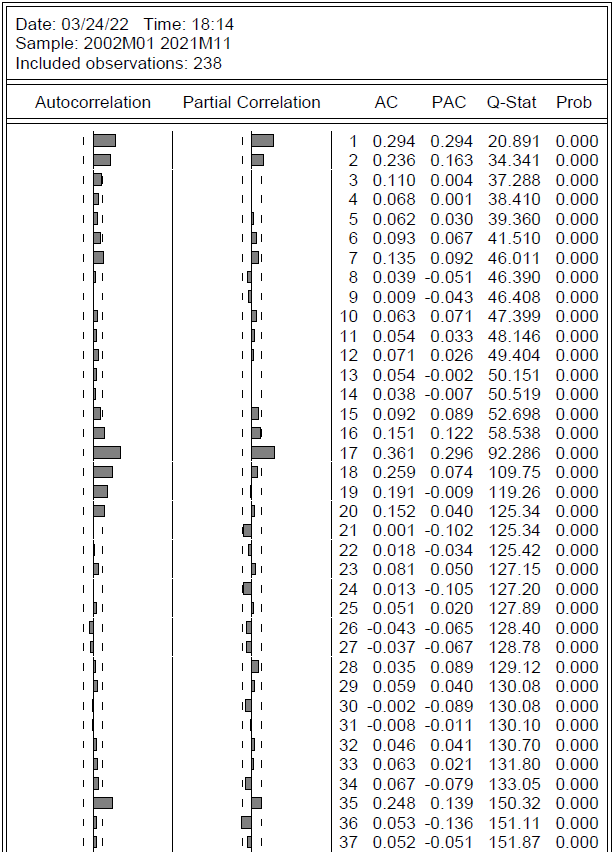 Date: 03/24/22 Time: 18:14
Sample: 2002M01 2021M11
Included observations: 238
Autocorrelation Partial Correlation AC PAC Q-Stat Prob
1 0.294 0.294 20.891 0.000
2 0.236 0.163 34.341 0.000
3 0.110 0.004 37.288 0.000
4 0.068 0.001 38.410 0.000
5 0.062 0.030 39.360 0.000
6 0.093 0.067 41.510 0.000
7 0.135 0.092 46.011 0.000
8 0.039 -0.051 46.390 0.000
9 0.009 -0.043 46.408 0.000
10 0.063 0.071 47.399 0.000
11 0.054 0.033 48.146 0.000
12 0.071 0.026 49.404 0.000
13 0.054 -0.002 50.151 0.000
14 0.038 -0.007 50.519 0.000
15 0.092 0.089 52.698 0.000
16 0.151 0.122 58.538 0.000
17 0.361 0.296 92.286 0.000
18 0.259 0.074 109.75 0.000
19 0.191 -0.009 119.26 0.000
20 0.152 0.040 125.34 0.000
21 0.001 -0.102 125.34 0.000
22 0.018 -0.034 125.42 0.000
23 0.081 0.050 127.15 0.000
24 0.013 -0.105 127.20 0.000
25 0.051 0.020 127.89 0.000
26 -0.043 -0.065 128.40 0.000
27 -0.037 -0.067 128.78 0.000
28 0.035 0.089 129.12 0.000
29 0.059 0.040 130.08 0.000
30 -0.002 -0.089 130.08 0.000
31 -0.008 -0.011 130.10 0.000
32 0.046 0.041 130.70 0.000
33 0.063 0.021 131.80 0.000
34 0.067 -0.079 133.05 0.000
35 0.248 0.139 150.32 0.000
36 0.053 -0.136 151.11 0.000
37 0.052 -0.051 151.87 0.000